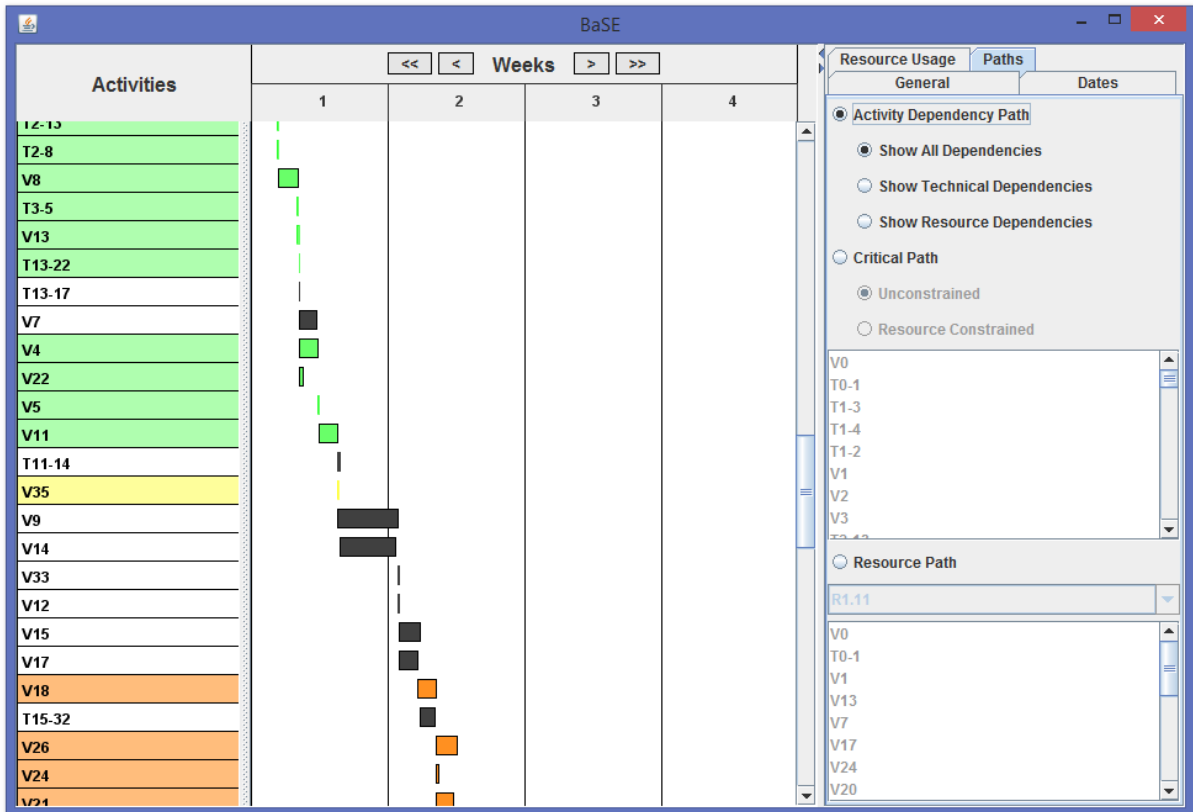 BaSE
Activities
<< < Weeks > >>
1 2 3 4
T2-13
T2-8
V8
T3-5
V13
T13-22
T13-17
V7
V4
V22
V5
V11
T11-14
V35
V9
V14
V33
V12
V15
V17
V18
T15-32
V26
V24
V21
Resource Usage Paths
General Dates
Activity Dependency Path
Show All Dependencies
Show Technical Dependencies
Show Resource Dependencies
Critical Path
Unconstrained
Resource Constrained
V0
T0-1
T1-3
T1-4
T1-2
V1
V2
V3
Resource Path
R1.11
V0
T0-1
V1
V13
V7
V17
V24
V20